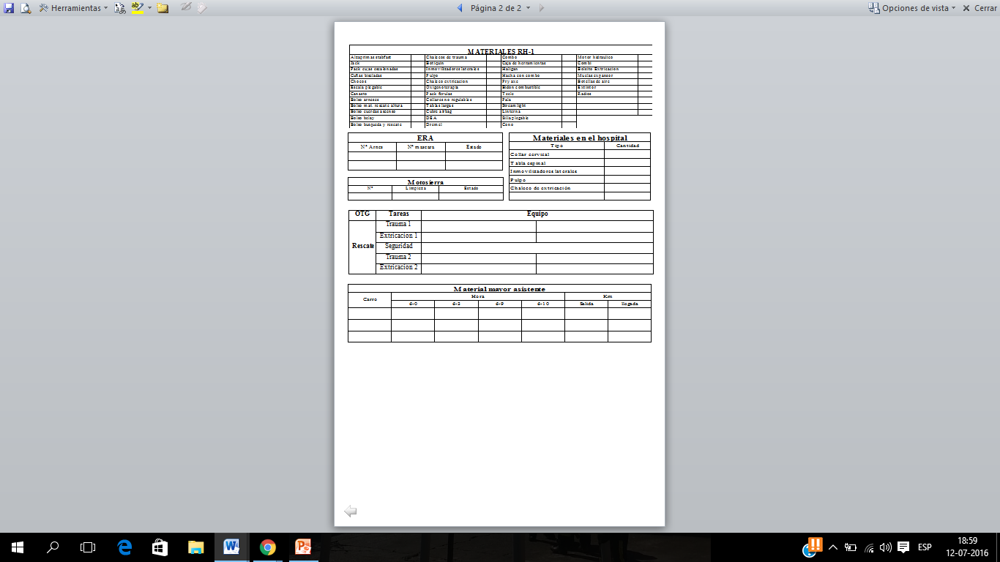 Herramientas
Página 2 de 2
Opciones de vista
Cerrar
MATERIALES RH-1
Alzaprimas stabfast Chalecos de trauma Combo Motor hidraulico
Jack Botiquin Caja de herramientas Combi
Pack cuñas escalonadas Inmovilizadores laterales Haligan Bolsito Extricacion
Cuñas biseladas Pulpo Hacha con combo Muelas expansor
Chocos Chaleco extricacion Pry axe Botellas de aire
Escala plegable Oxigenoterapia Bidon combustible Extintor
Canasto Pack ferulas Tecle Radios
Bolso arneses Collares no regulables Pala
Bolso mat. rescate altura Tablas largas Streamlight
Bolso cuerdas ascenso Cubre airbag Linterna
Bolso belay DEA Silla plegable
Bolso busqueda y rescate Dremel Cono
ERA
N° Arnes N° mascara Estado
Materiales en el hospital
Tipo Cantidad
Collar cervical
Tabla espinal
Inmovilizadores laterales
Pulpo
Chaleco de extricación
Motosierra
N° Limpieza Estado
OTG Tareas Equipo
Trauma 1
Extricacion 1
Rescate Seguridad
Trauma 2
Extricacion 2
Material mayor asistente
Carro Hora Km
6-0 6-3 6-9 6-10 Salida llegada
ESP
18:59
12-07-2016